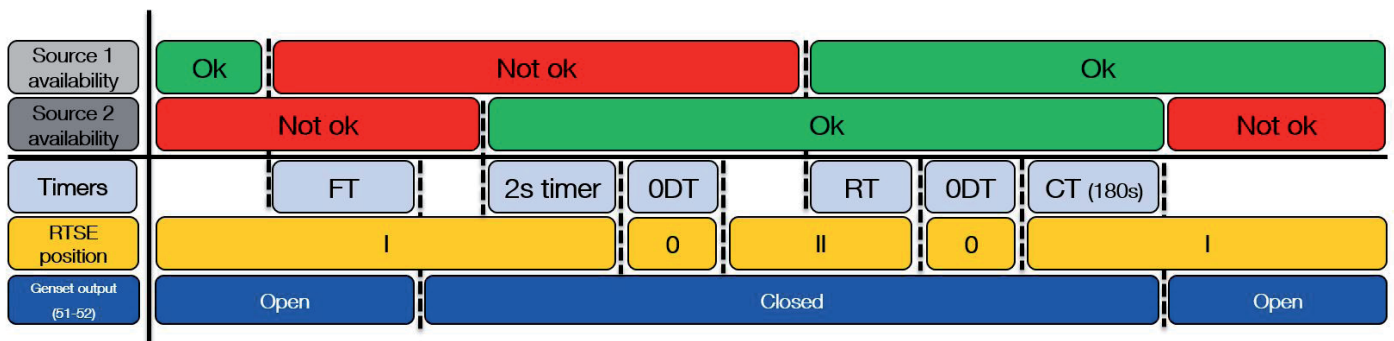 Source 1
availability
Ok
Not ok
Ok
Source 2
availability
Not ok
Ok
Not ok
Timers
FT
2s timer
0DT
RT
0DT
CT (180s)
RTSE
position
I
0
II
0
I
Genset output
(51-52)
Open
Closed
Open